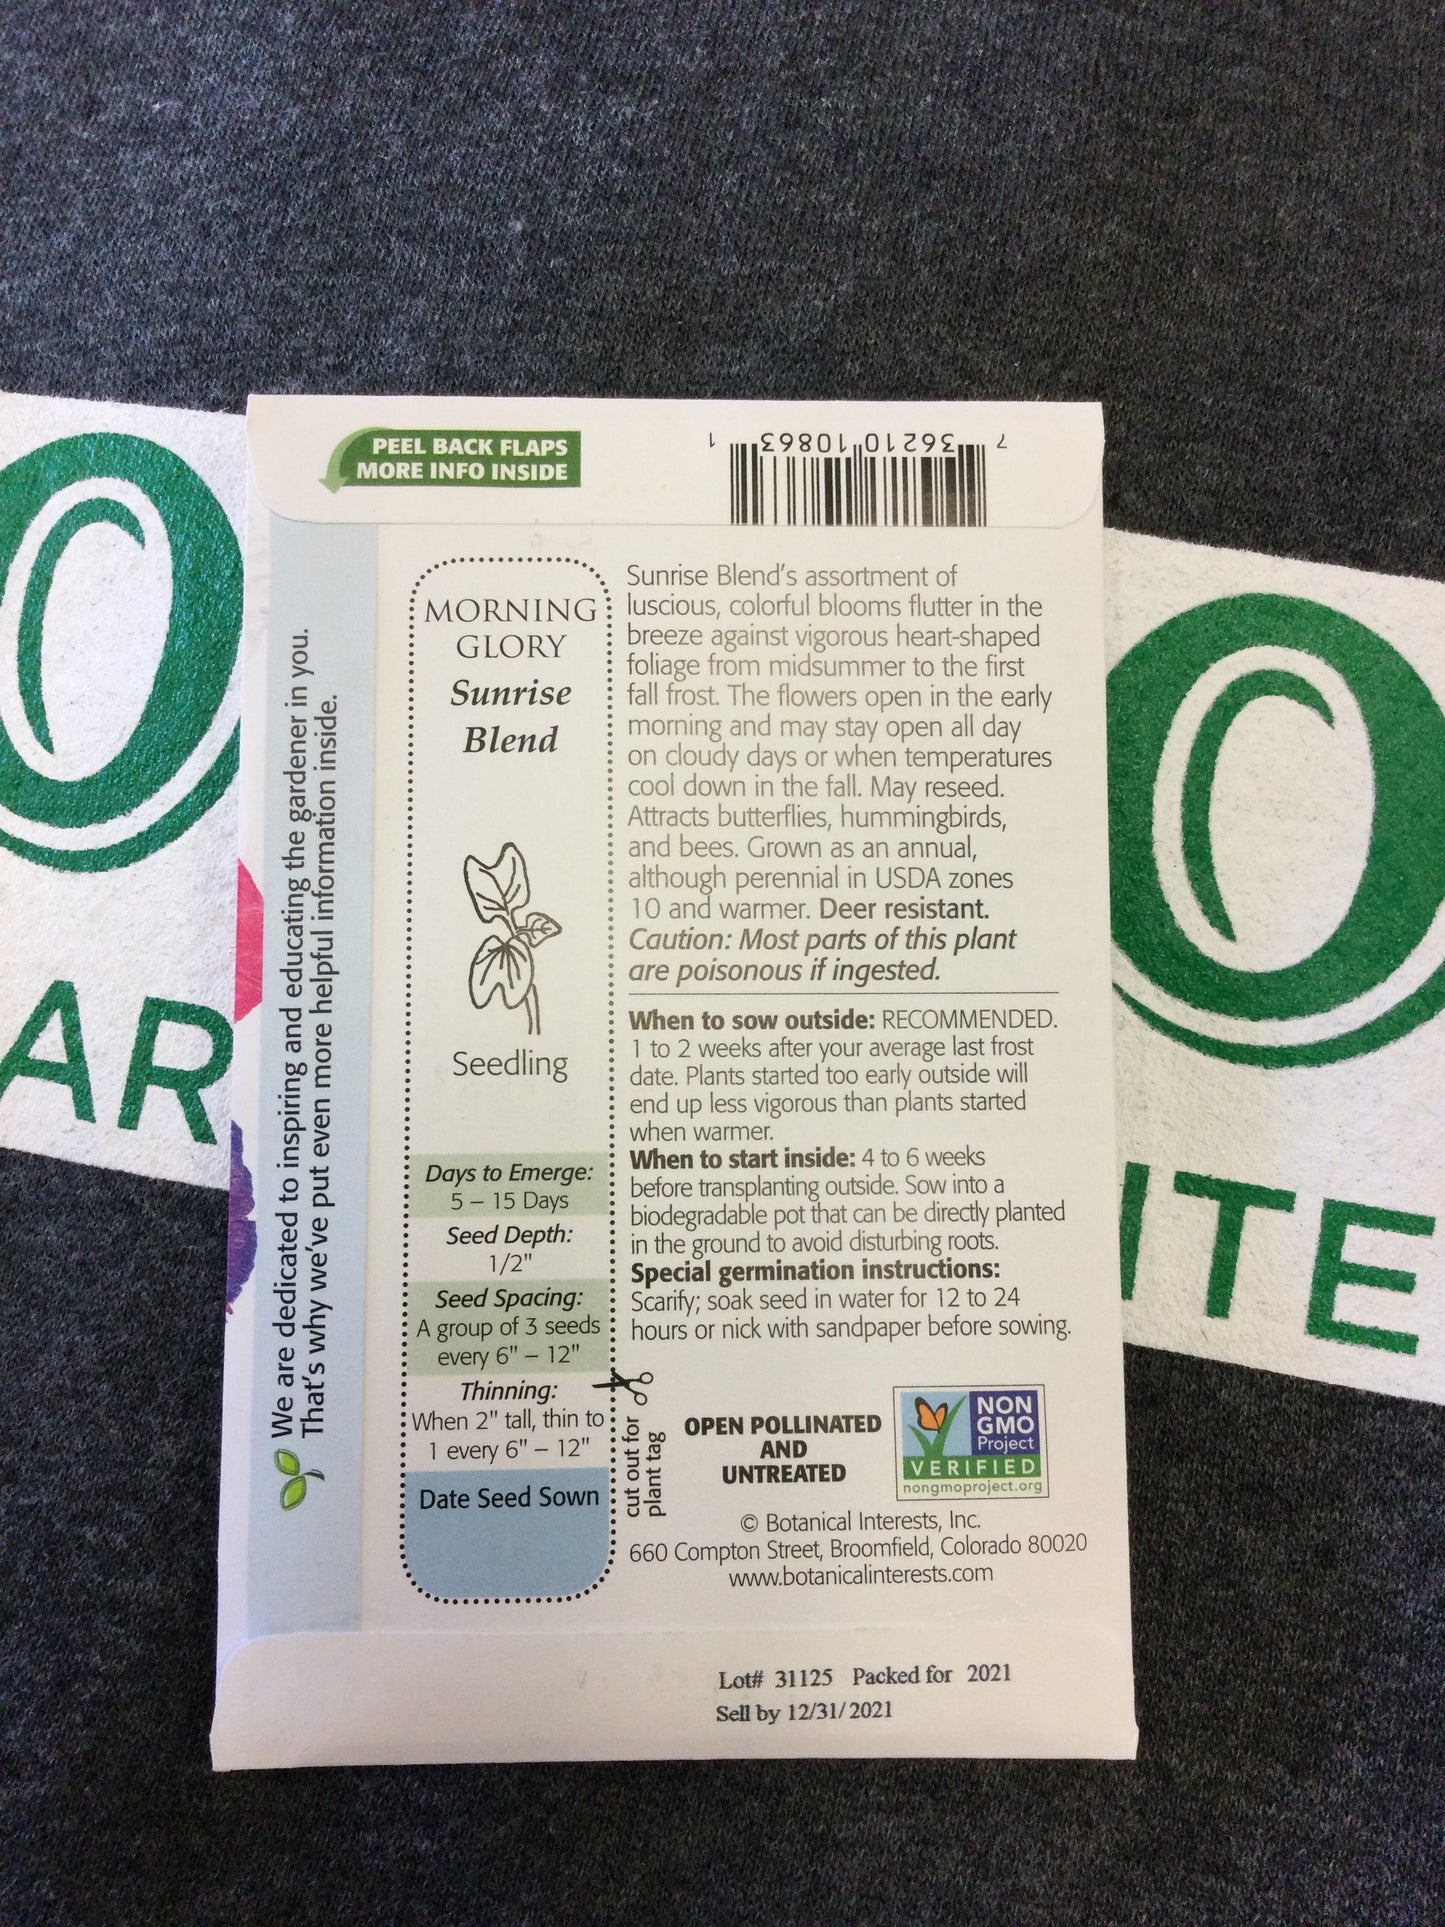 PEEL BACK FLAPS
MORE INFO INSIDE
7 36210 10863 1
We are dedicated to inspiring and educating the gardener in you.
That's why we've put even more helpful information inside.
MORNING
GLORY
Sunrise
Blend
Seedling
Days to Emerge:
5 – 15 Days
Seed Depth:
1/2"
Seed Spacing:
A group of 3 seeds
every 6" – 12"
Thinning:
When 2" tall, thin to
1 every 6" – 12"
Date Seed Sown
cut out for
plant tag
Sunrise Blend's assortment of
luscious, colorful blooms flutter in the
breeze against vigorous heart-shaped
foliage from midsummer to the first
fall frost. The flowers open in the early
morning and may stay open all day
on cloudy days or when temperatures
cool down in the fall. May reseed.
Attracts butterflies, hummingbirds,
and bees. Grown as an annual,
although perennial in USDA zones
10 and warmer. Deer resistant.
Caution: Most parts of this plant
are poisonous if ingested.
When to sow outside: RECOMMENDED.
1 to 2 weeks after your average last frost
date. Plants started too early outside will
end up less vigorous than plants started
when warmer.
When to start inside: 4 to 6 weeks
before transplanting outside. Sow into a
biodegradable pot that can be directly planted
in the ground to avoid disturbing roots.
Special germination instructions:
Scarify; soak seed in water for 12 to 24
hours or nick with sandpaper before sowing.
OPEN POLLINATED
AND
UNTREATED
NON
GMO
Project
VERIFIED
nongmoproject.org
© Botanical Interests, Inc.
660 Compton Street, Broomfield, Colorado 80020
www.botanicalinterests.com
Lot# 31125 Packed for 2021
Sell by 12/31/2021
O
AR
O
ITE